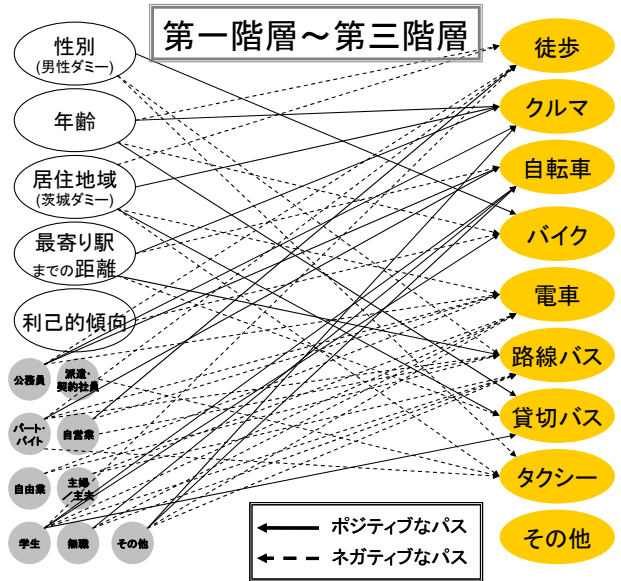 第一階層～第三階層
性別
(男性ダミー)
年齢
居住地域
(茨城ダミー)
最寄り駅
までの距離
利己的傾向
公務員
派遣・
契約社員
パート・
バイト
自営業
自由業
主婦
／主夫
学生
無職
その他
徒歩
クルマ
自転車
バイク
電車
路線バス
貸切バス
タクシー
その他
ポジティブなパス
ネガティブなパス